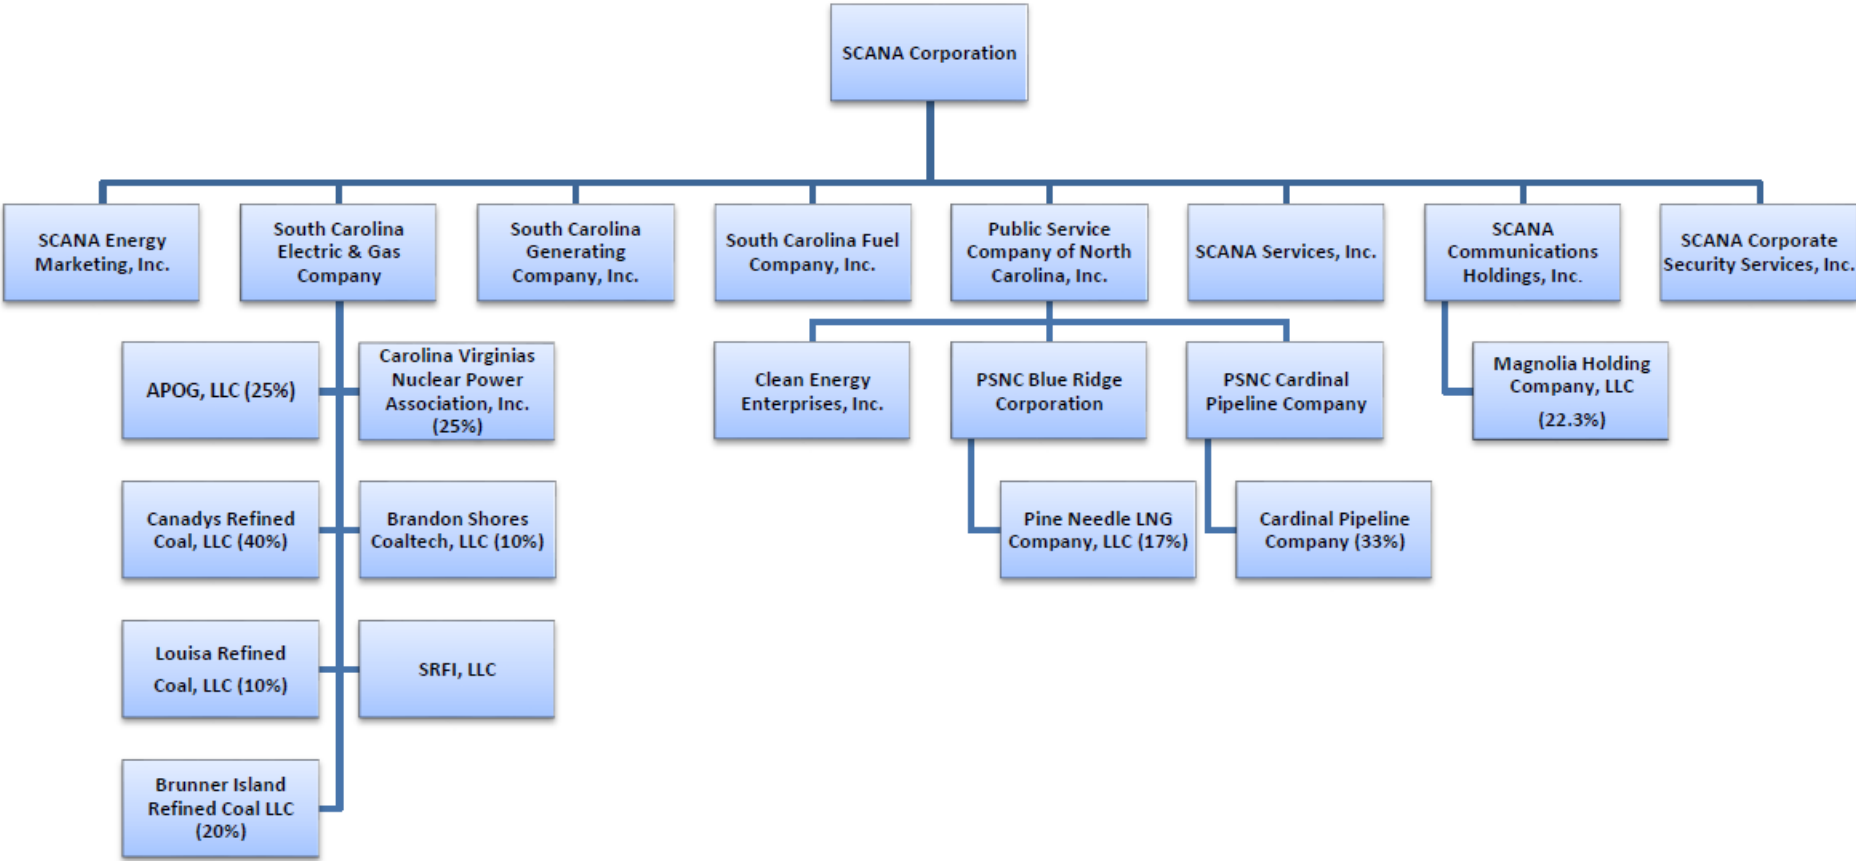 SCANA Corporation
SCANA Energy
Marketing, Inc.
South Carolina
Electric & Gas
Company
South Carolina
Generating
Company, Inc.
South Carolina Fuel
Company, Inc.
Public Service
Company of North
Carolina, Inc.
SCANA Services, Inc.
SCANA
Communications
Holdings, Inc.
SCANA Corporate
Security Services, Inc.
APOG, LLC (25%)
Carolina Virginias
Nuclear Power
Association, Inc.
(25%)
Clean Energy
Enterprises, Inc.
PSNC Blue Ridge
Corporation
PSNC Cardinal
Pipeline Company
Magnolia Holding
Company, LLC
(22.3%)
Canadys Refined
Coal, LLC (40%)
Brandon Shores
Coaltech, LLC (10%)
Pine Needle LNG
Company, LLC (17%)
Cardinal Pipeline
Company (33%)
Louisa Refined
Coal, LLC (10%)
SRFI, LLC
Brunner Island
Refined Coal LLC
(20%)